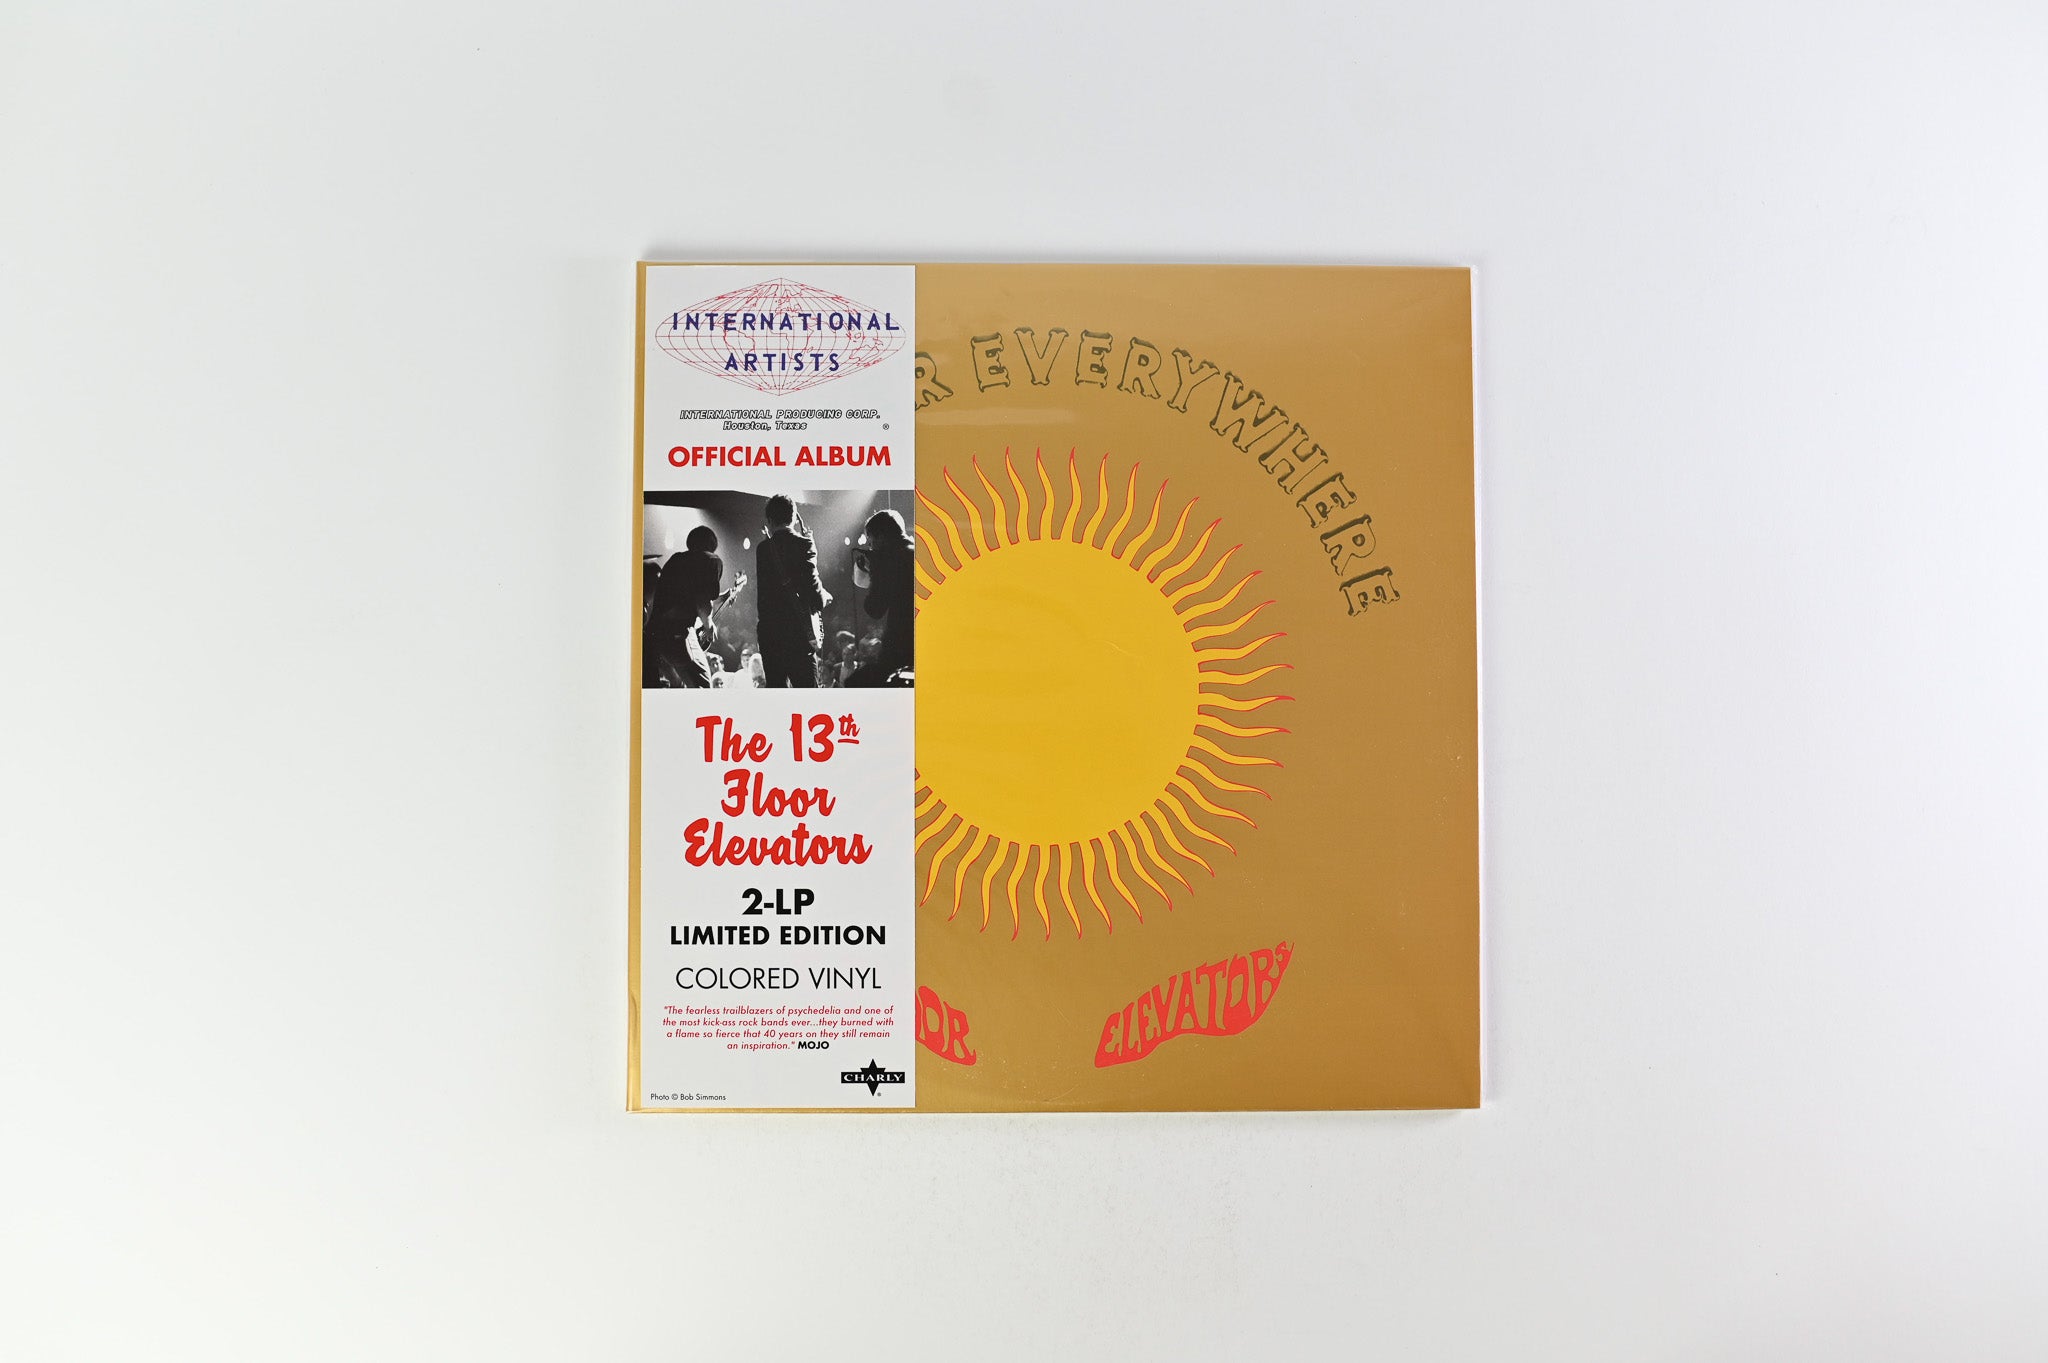 INTERNATIONAL
ARTISTS
INTERNATIONAL PRODUCING CORP.
Houston, Texas ®
OFFICIAL ALBUM
The 13th
Floor
Elevators
2-LP
LIMITED EDITION
COLORED VINYL
"The fearless trailblazers of psychedelia and one of
the most kick-ass rock bands ever...they burned with
a flame so fierce that 40 years on they still remain
an inspiration." MOJO
CHARLY
Photo © Bob Simmons
R EVERYWHERE
OOR ELEVATORS